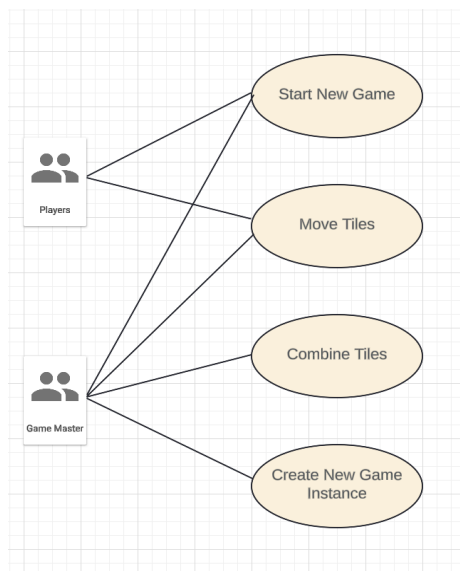 Start New Game
Players
Move Tiles
Combine Tiles
Game Master
Create New Game
Instance